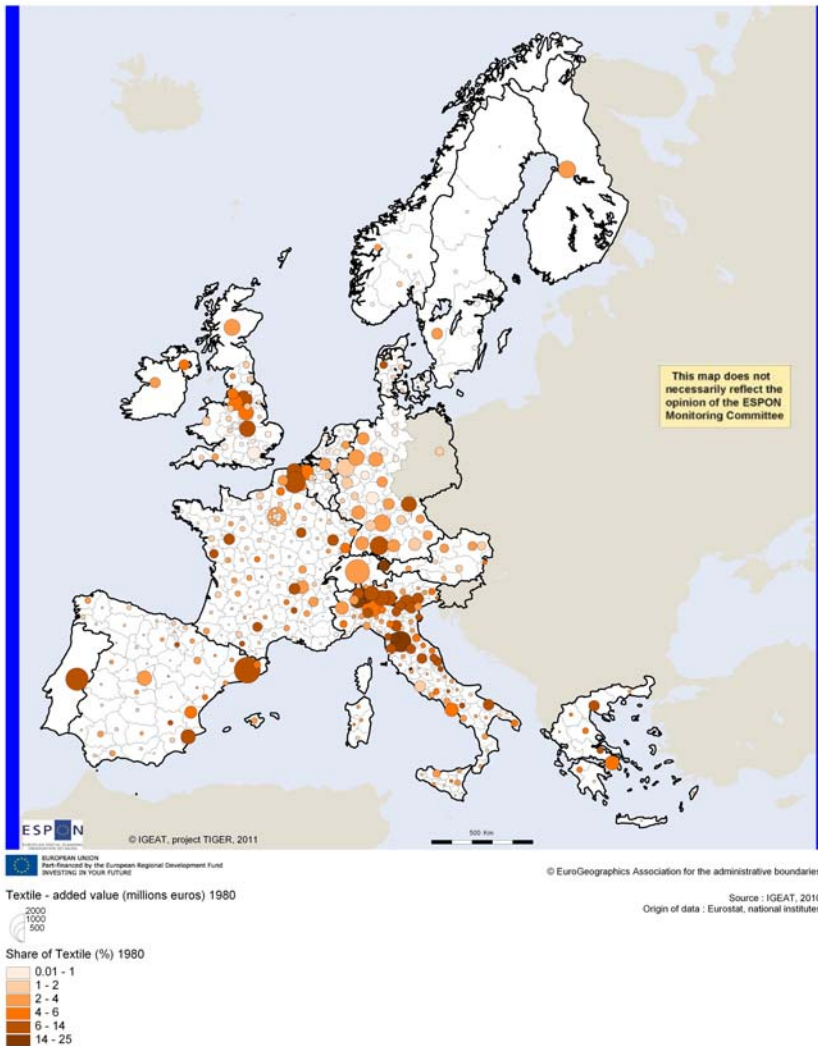 This map does not
necessarily reflect the
opinion of the ESPON
Monitoring Committee
500 Km
ESPON
© IGEAT, project TIGER, 2011
EUROPEAN UNION
Part-financed by the European Regional Development Fund
INVESTING IN YOUR FUTURE
© EuroGeographics Association for the administrative boundaries
Textile - added value (millions euros) 1980
Source : IGEAT, 2010
Origin of data : Eurostat, national institutes
2000
1000
500
Share of Textile (%) 1980
0.01 - 1
1 - 2
2 - 4
4 - 6
6 - 14
14 - 25